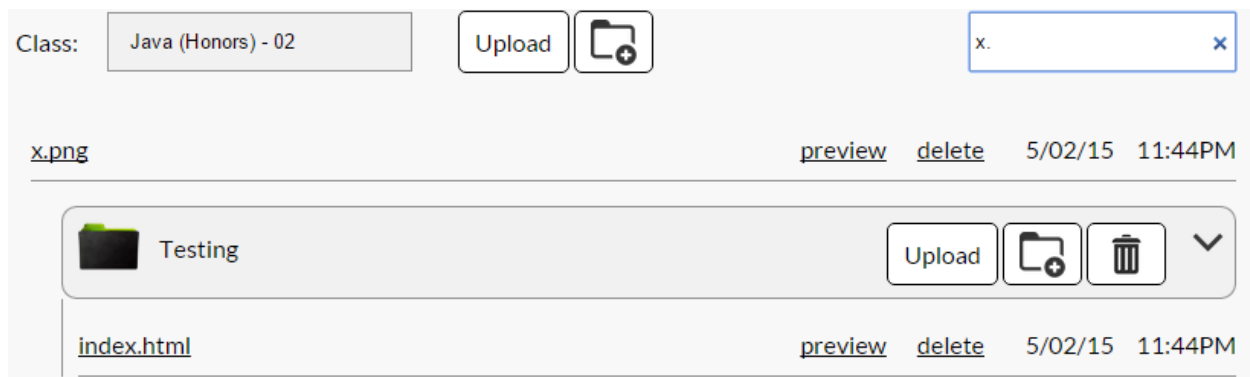 Class: Java (Honors) - 02 Upload x. ×
x.png preview delete 5/02/15 11:44PM
Testing Upload
index.html preview delete 5/02/15 11:44PM